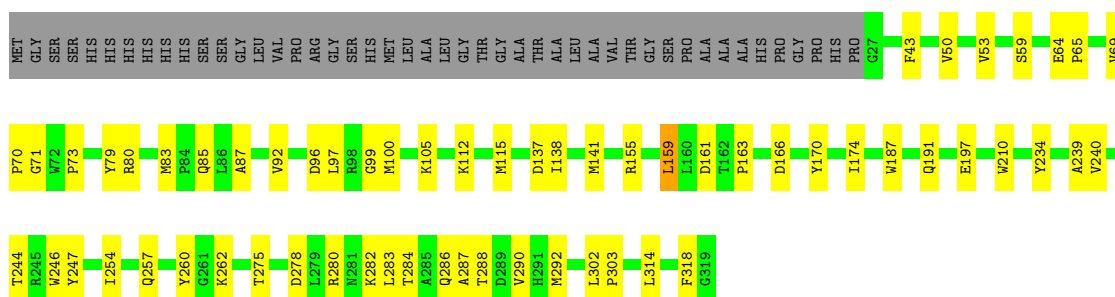 MET GLY SER SER HIS HIS HIS HIS HIS HIS SER SER GLY LEU VAL PRO ARG GLY SER HIS MET LEU ALA LEU GLY THR GLY ALA THR ALA LEU ALA VAL THR GLY SER PRO ALA ALA ALA HIS PRO GLY PRO HIS PRO G27 F43 V50 V53 S59 E64 P65 V69
P70 G71 W72 P73 Y79 R80 M83 P84 Q85 L86 A87 V92 D96 L97 R98 G99 M100 K105 K112 M115 D137 I138 M141 R155 L159 L160 D161 T162 P163 D166 Y170 I174 W187 Q191 E197 W210 Y234 A239 V240
T244 R245 W246 Y247 I254 Q257 Y260 G261 K262 T275 D278 L279 R280 N281 K282 L283 T284 A285 Q286 A287 T288 D289 V290 H291 M292 L302 P303 L314 F318 G319